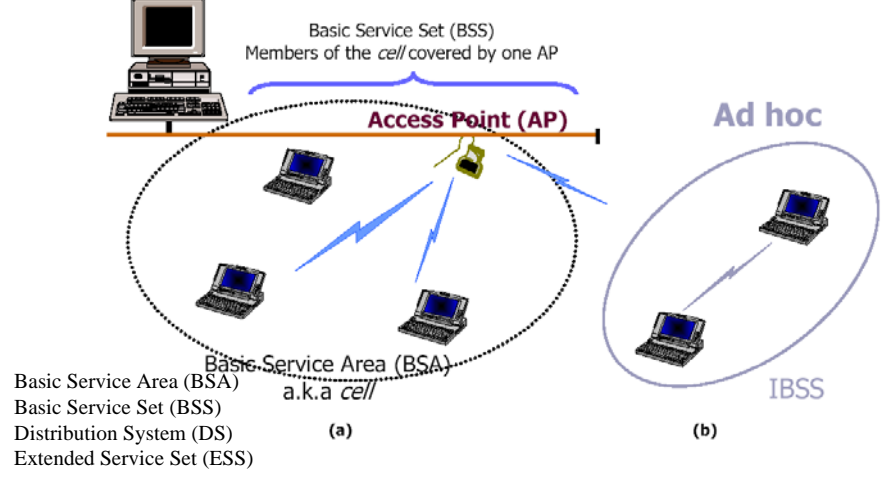 Basic Service Set (BSS)
Members of the cell covered by one AP
Access Point (AP)
Ad hoc
Basic Service Area (BSA)
a.k.a cell
IBSS
Basic Service Area (BSA)
Basic Service Set (BSS)
Distribution System (DS)
Extended Service Set (ESS)
(a)
(b)